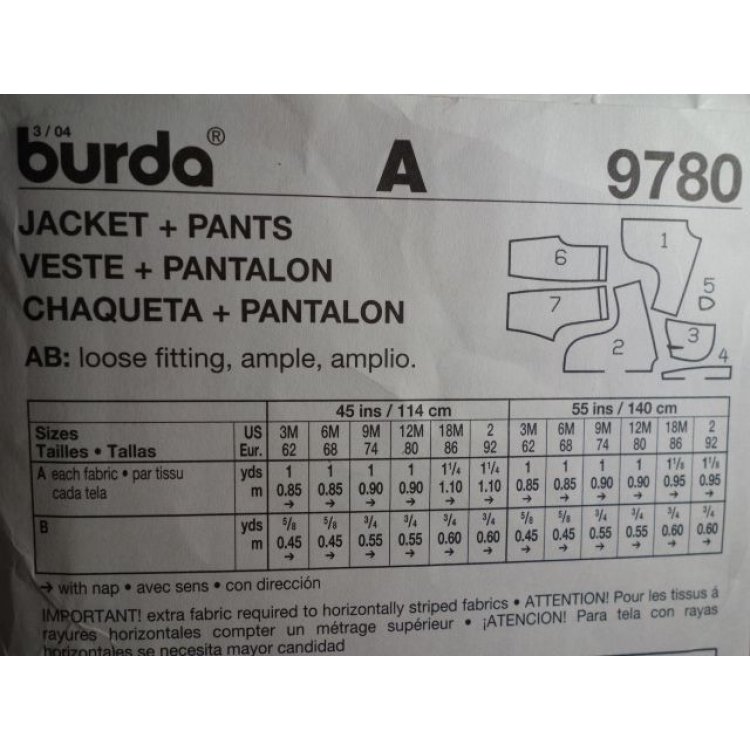 3 / 04
burda® A 9780
JACKET + PANTS
VESTE + PANTALON
CHAQUETA + PANTALON
AB: loose fitting, ample, amplio.
6 1 5
7 2 3 4
45 ins / 114 cm 55 ins / 140 cm
Sizes US 3M 6M 9M 12M 18M 2 3M 6M 9M 12M 18M 2
Tailles • Tallas Eur. 62 68 74 80 86 92 62 68 74 80 86 92
A each fabric • par tissu yds 1 1 1 1 1¼ 1¼ 1 1 1 1 1⅛ 1⅛
cada tela m 0.85 0.85 0.90 0.90 1.10 1.10 0.85 0.85 0.90 0.90 0.95 0.95
→ → → → → → → → → → → →
B yds ⅝ ⅝ ¾ ¾ ¾ ¾ ⅝ ⅝ ¾ ¾ ¾ ¾
m 0.45 0.45 0.55 0.55 0.60 0.60 0.45 0.45 0.55 0.55 0.60 0.60
→ → → → → → → → → → → →
→ with nap • avec sens • con dirección
IMPORTANT! extra fabric required to horizontally striped fabrics • ATTENTION! Pour les tissus á
rayures horizontales compter un métrage supérieur • ¡ATENCION! Para tela con rayas
horizontales se necesita mayor candidad